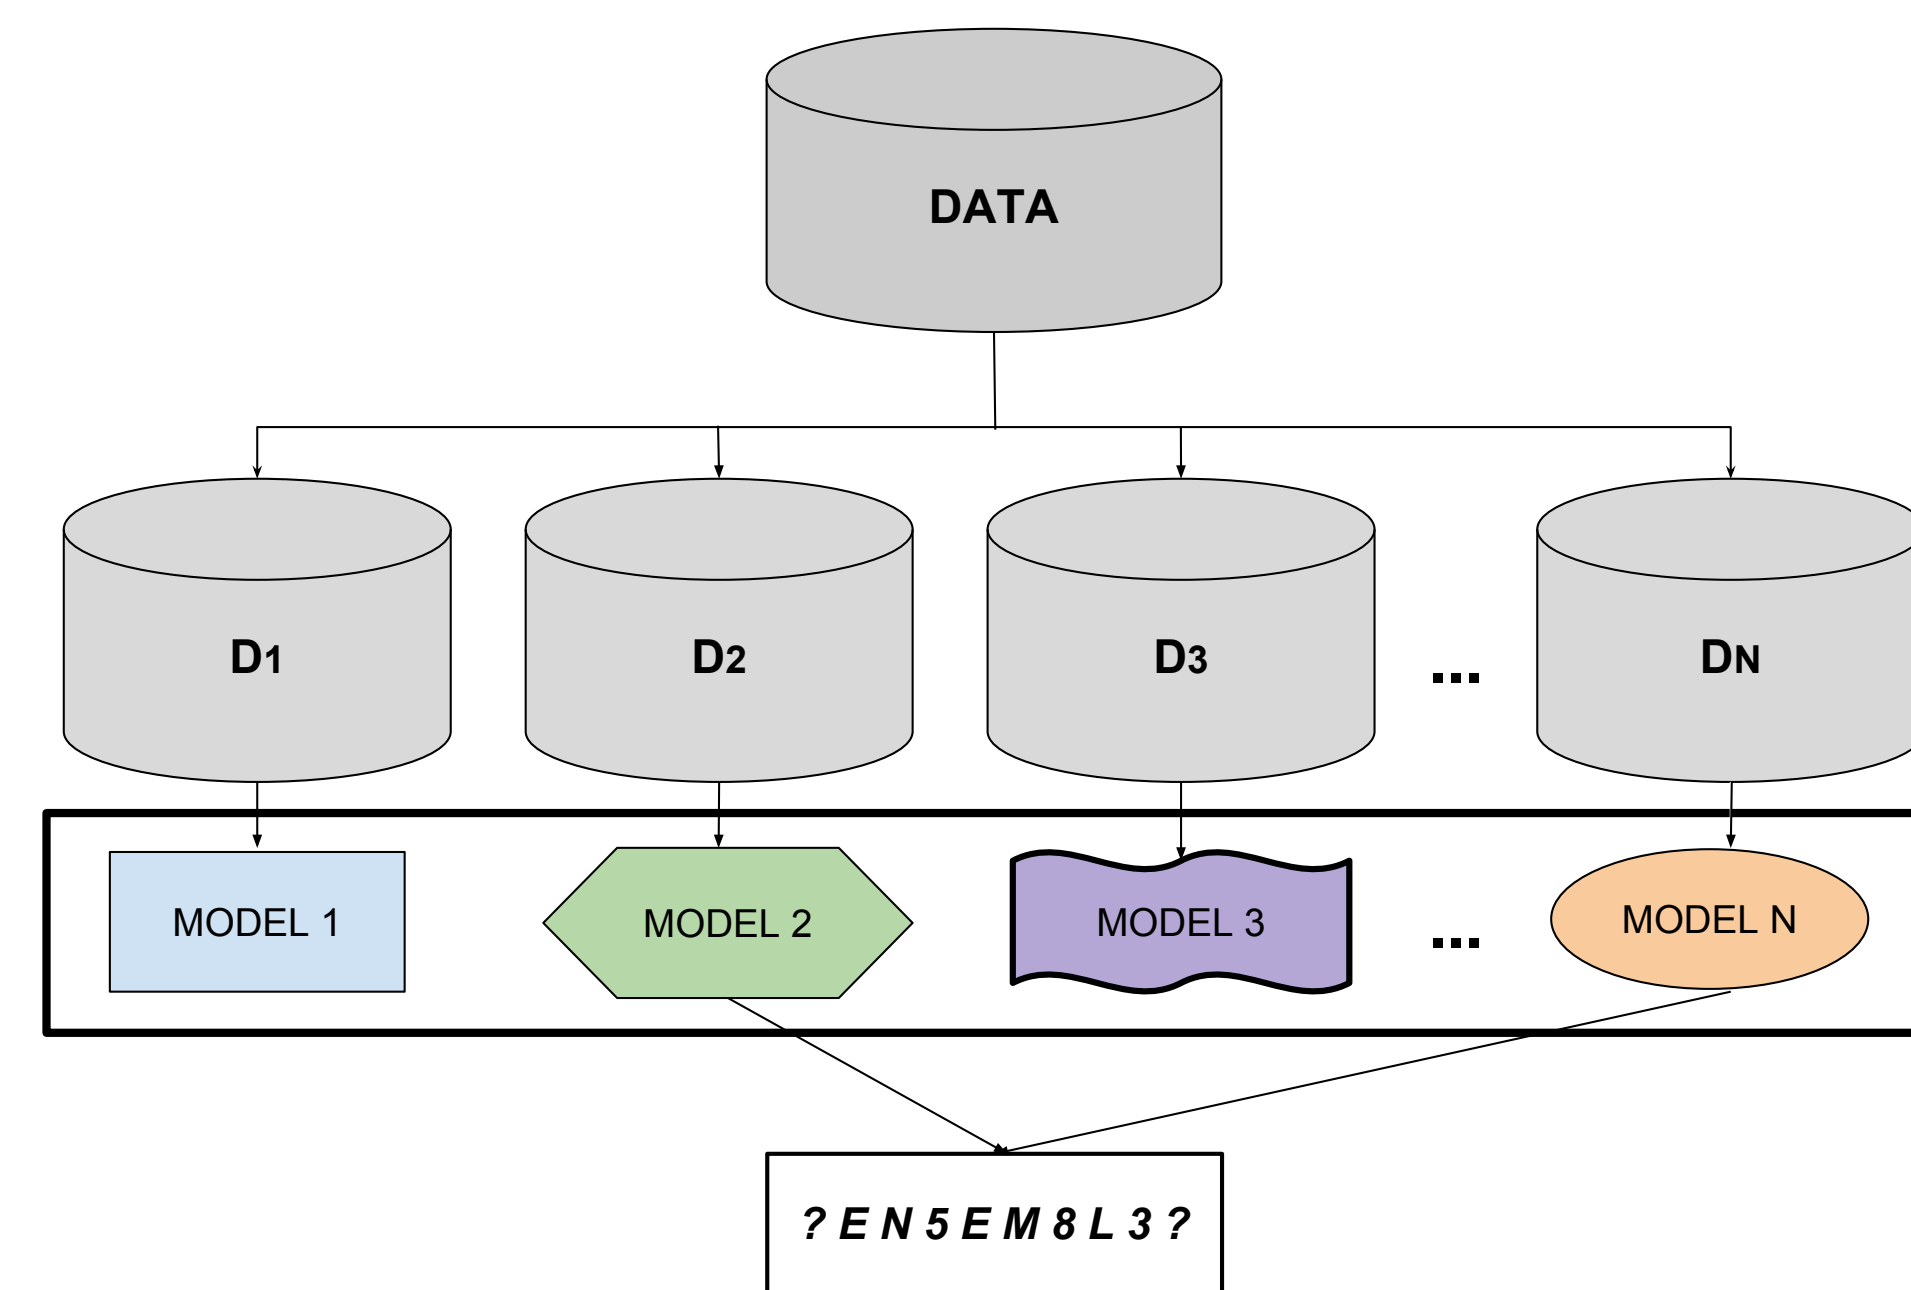 DATA
D1 D2 D3 ... DN
MODEL 1 MODEL 2 MODEL 3 ... MODEL N
? E N 5 E M 8 L 3 ?